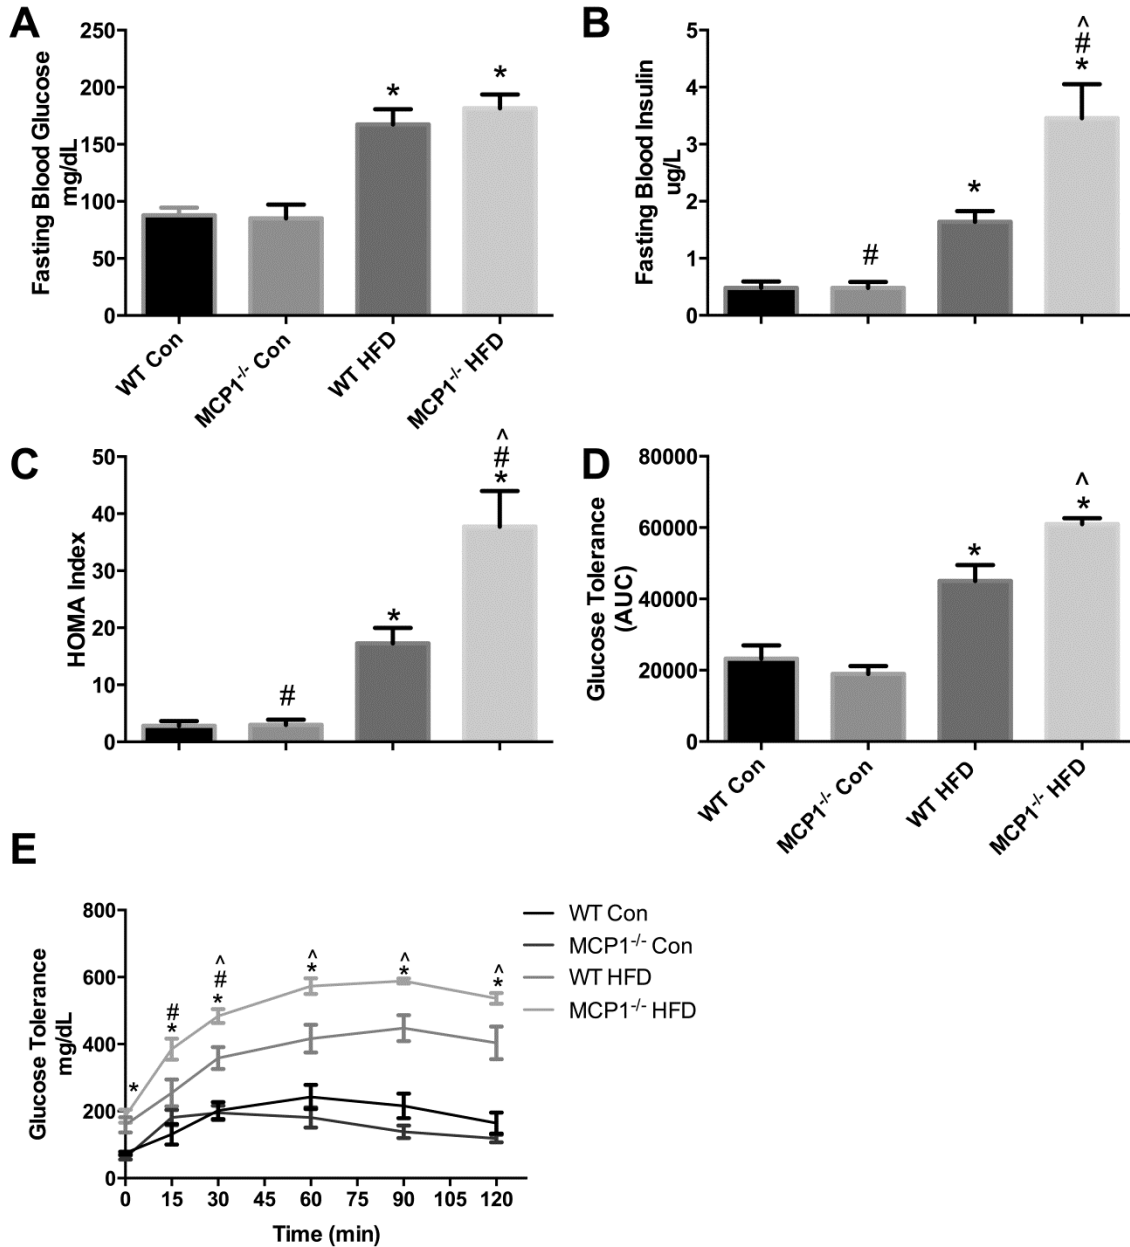 A
Fasting Blood Glucose
mg/dL
250
200
150
100
50
0
*
*
WT Con
MCP1-/- Con
WT HFD
MCP1-/- HFD
B
Fasting Blood Insulin
ug/L
5
4
3
2
1
0
#
*
^
#
*
C
HOMA Index
50
40
30
20
10
0
#
*
^
#
*
D
Glucose Tolerance
(AUC)
80000
60000
40000
20000
0
*
^
*
WT Con
MCP1-/- Con
WT HFD
MCP1-/- HFD
E
Glucose Tolerance
mg/dL
800
600
400
200
0
*
#
*
^
#
*
^
*
^
*
^
*
0 15 30 45 60 75 90 105 120
Time (min)
WT Con
MCP1-/- Con
WT HFD
MCP1-/- HFD